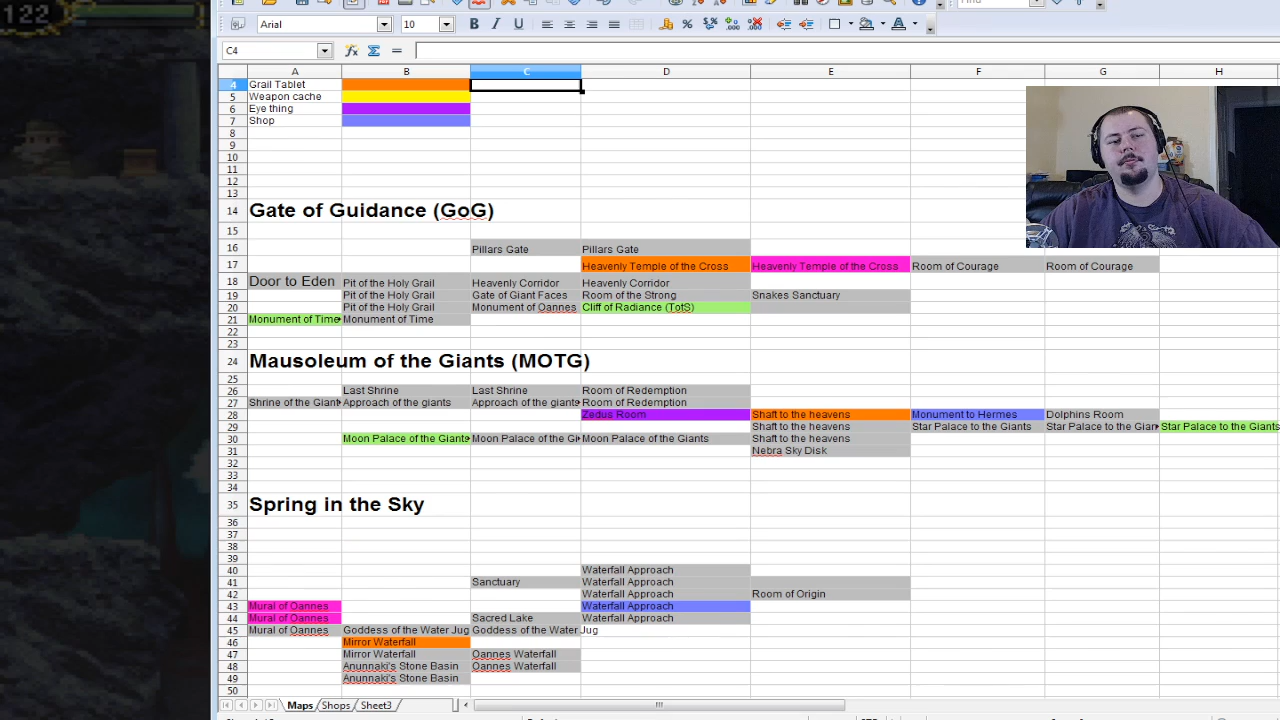 122
Arial 10 B I U
C4
A B C D E F G H
4 Grail Tablet
5 Weapon cache
6 Eye thing
7 Shop
8
9
10
11
12
13
14 Gate of Guidance (GoG)
15
16 Pillars Gate Pillars Gate
17 Heavenly Temple of the Cross Heavenly Temple of the Cross Room of Courage Room of Courage
18 Door to Eden Pit of the Holy Grail Heavenly Corridor Heavenly Corridor
19 Pit of the Holy Grail Gate of Giant Faces Room of the Strong Snakes Sanctuary
20 Pit of the Holy Grail Monument of Oannes Cliff of Radiance (TotS)
21 Monument of Time Monument of Time
22
23
24 Mausoleum of the Giants (MOTG)
25
26 Last Shrine Last Shrine Room of Redemption
27 Shrine of the Giant Approach of the giants Approach of the giants Room of Redemption
28 Zedus Room Shaft to the heavens Monument to Hermes Dolphins Room
29 Shaft to the heavens Star Palace to the Giants Star Palace to the Gian Star Palace to the Giants
30 Moon Palace of the Giants Moon Palace of the Gi Moon Palace of the Giants Shaft to the heavens
31 Nebra Sky Disk
32
33
34
35 Spring in the Sky
36
37
38
39
40 Waterfall Approach
41 Sanctuary Waterfall Approach
42 Waterfall Approach Room of Origin
43 Mural of Oannes Waterfall Approach
44 Mural of Oannes Sacred Lake Waterfall Approach
45 Mural of Oannes Goddess of the Water Jug Goddess of the Water Jug
46 Mirror Waterfall
47 Mirror Waterfall Oannes Waterfall
48 Anunnaki's Stone Basin Oannes Waterfall
49 Anunnaki's Stone Basin
50
Maps Shops Sheet3